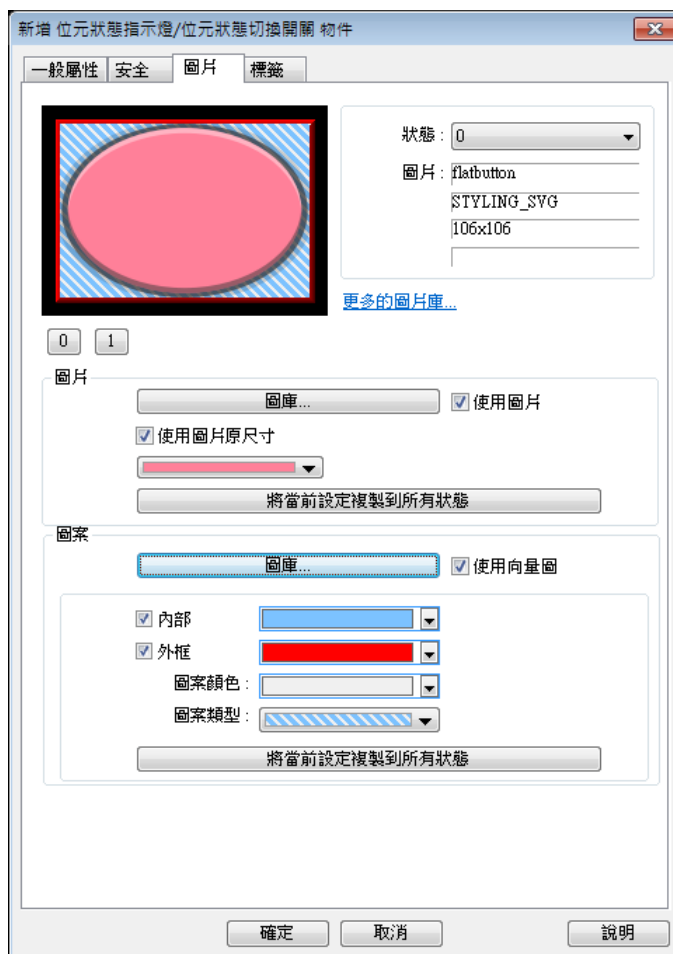 新增 位元狀態指示燈/位元狀態切換開關 物件
一般屬性 安全 圖片 標籤
狀態 : 0
圖片 : flatbutton
STYLING_SVG
106x106
更多的圖片庫...
0 1
圖片
圖庫... 使用圖片
使用圖片原尺寸
將當前設定複製到所有狀態
圖案
圖庫... 使用向量圖
內部
外框
圖案顏色 :
圖案類型 :
將當前設定複製到所有狀態
確定 取消 說明